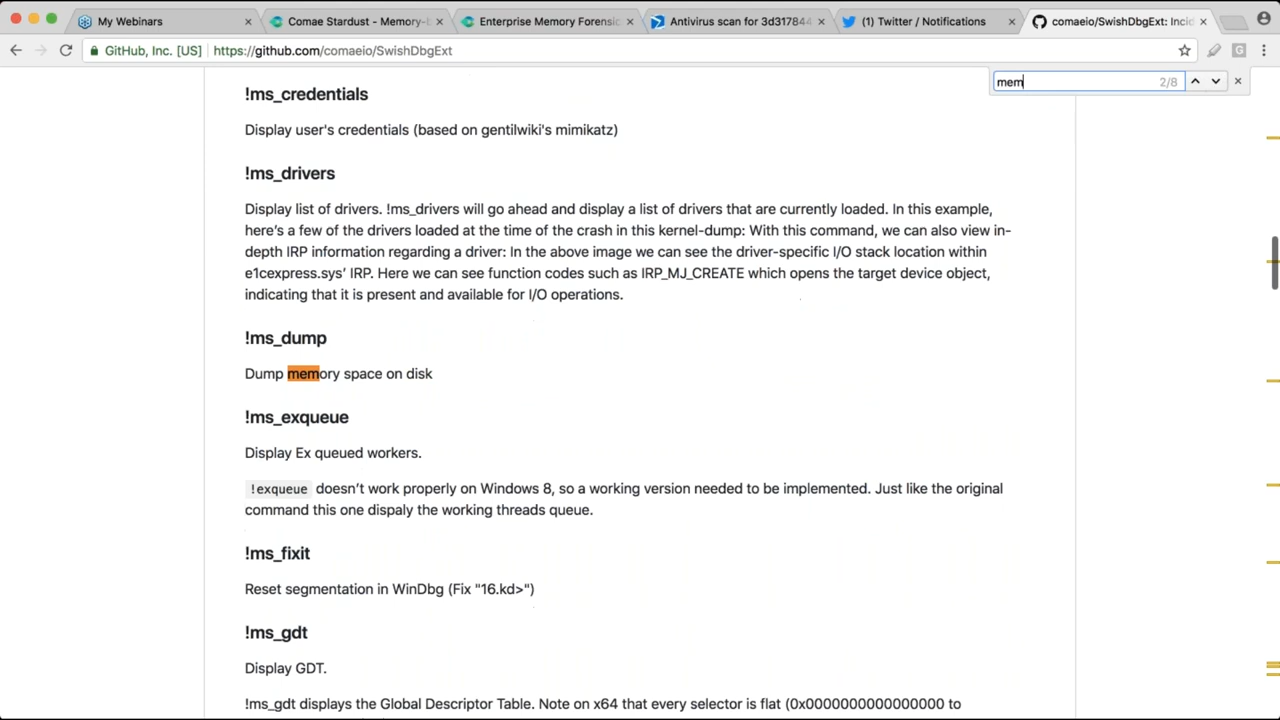 My Webinars
Comae Stardust - Memory-b
Enterprise Memory Forensic
Antivirus scan for 3d317844
(1) Twitter / Notifications
comaeio/SwishDbgExt: Incid
GitHub, Inc. [US] https://github.com/comaeio/SwishDbgExt
mem 2/8
!ms_credentials
Display user's credentials (based on gentilwiki's mimikatz)
!ms_drivers
Display list of drivers. !ms_drivers will go ahead and display a list of drivers that are currently loaded. In this example,
here's a few of the drivers loaded at the time of the crash in this kernel-dump: With this command, we can also view in-
depth IRP information regarding a driver: In the above image we can see the driver-specific I/O stack location within
e1cexpress.sys' IRP. Here we can see function codes such as IRP_MJ_CREATE which opens the target device object,
indicating that it is present and available for I/O operations.
!ms_dump
Dump memory space on disk
!ms_exqueue
Display Ex queued workers.
!exqueue doesn't work properly on Windows 8, so a working version needed to be implemented. Just like the original
command this one dispaly the working threads queue.
!ms_fixit
Reset segmentation in WinDbg (Fix "16.kd>")
!ms_gdt
Display GDT.
!ms_gdt displays the Global Descriptor Table. Note on x64 that every selector is flat (0x0000000000000000 to